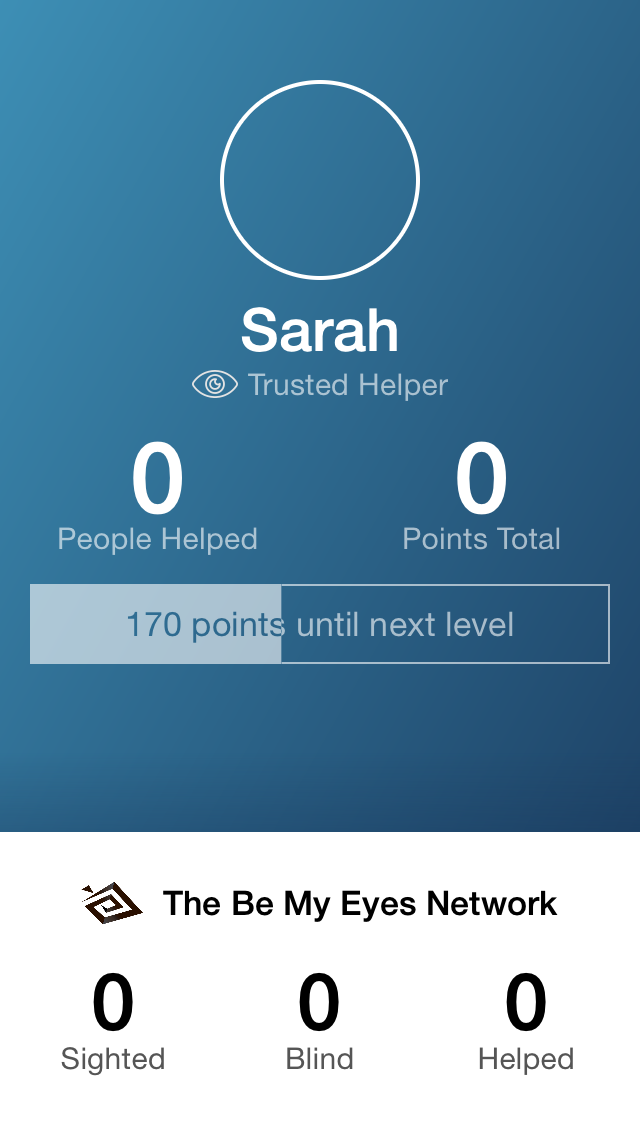 Sarah
Trusted Helper
0 0
People Helped Points Total
170 points until next level
The Be My Eyes Network
0 0 0
Sighted Blind Helped